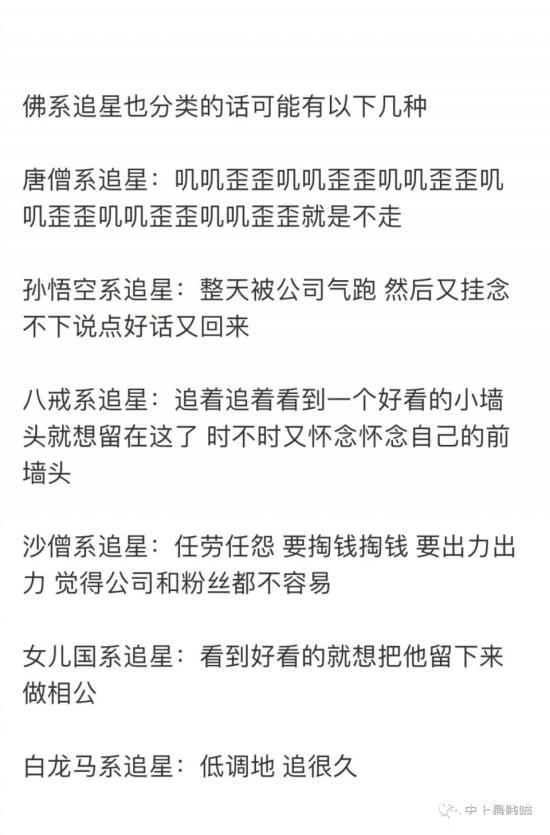 佛系追星也分类的话可能有以下几种
唐僧系追星：叽叽歪歪叽叽歪歪叽叽歪歪叽
叽歪歪叽叽歪歪叽叽歪歪就是不走
孙悟空系追星：整天被公司气跑 然后又挂念
不下说点好话又回来
八戒系追星：追着追着看到一个好看的小墙
头就想留在这了 时不时又怀念怀念自己的前
墙头
沙僧系追星：任劳任怨 要掏钱掏钱 要出力出
力 觉得公司和粉丝都不容易
女儿国系追星：看到好看的就想把他留下来
做相公
白龙马系追星：低调地 追很久